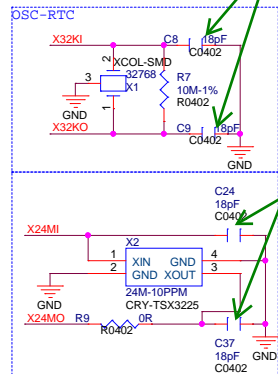 OSC-RTC
X32KI
C8
18pF
C0402
2
XCOL-SMD
3
32768
X1
R7
10M-1%
R0402
1
GND
X32KO
C9
18pF
C0402
GND
C24
18pF
C0402
X24MI
X2
1
XIN
GND
4
2
GND
XOUT
3
24M-10PPM
CRY-TSX3225
GND
X24MO
R9
0R
R0402
GND
C37
18pF
C0402